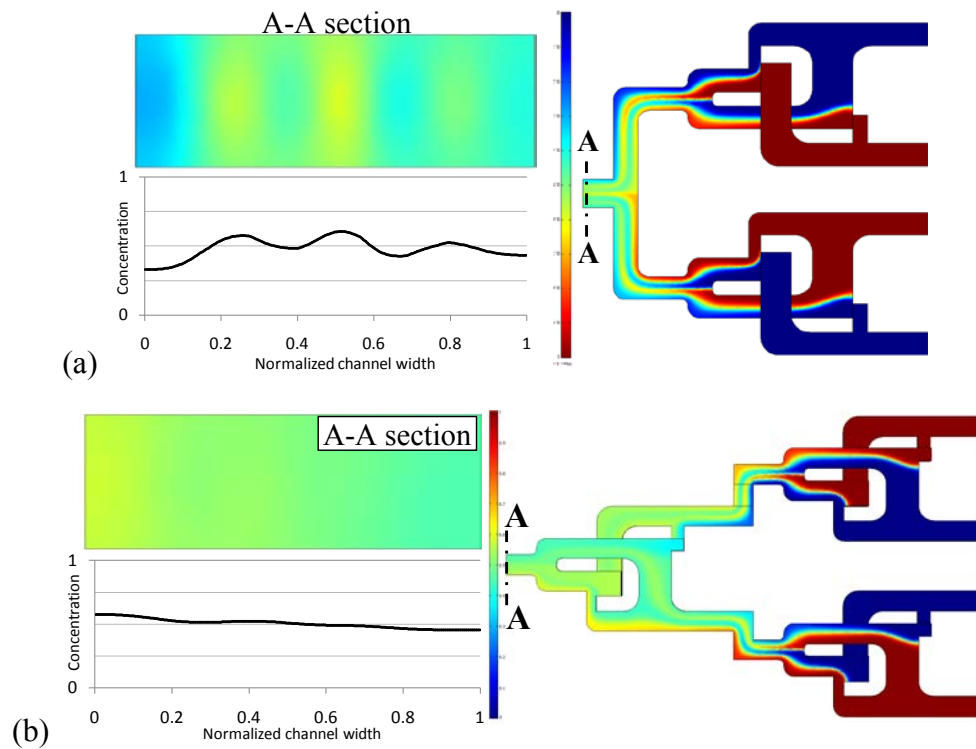 A-A section
A
A
1
Concentration
0
0 0.2 0.4 0.6 0.8 1
Normalized channel width
(a)
A-A section
A
A
1
Concentration
0
0 0.2 0.4 0.6 0.8 1
Normalized channel width
(b)